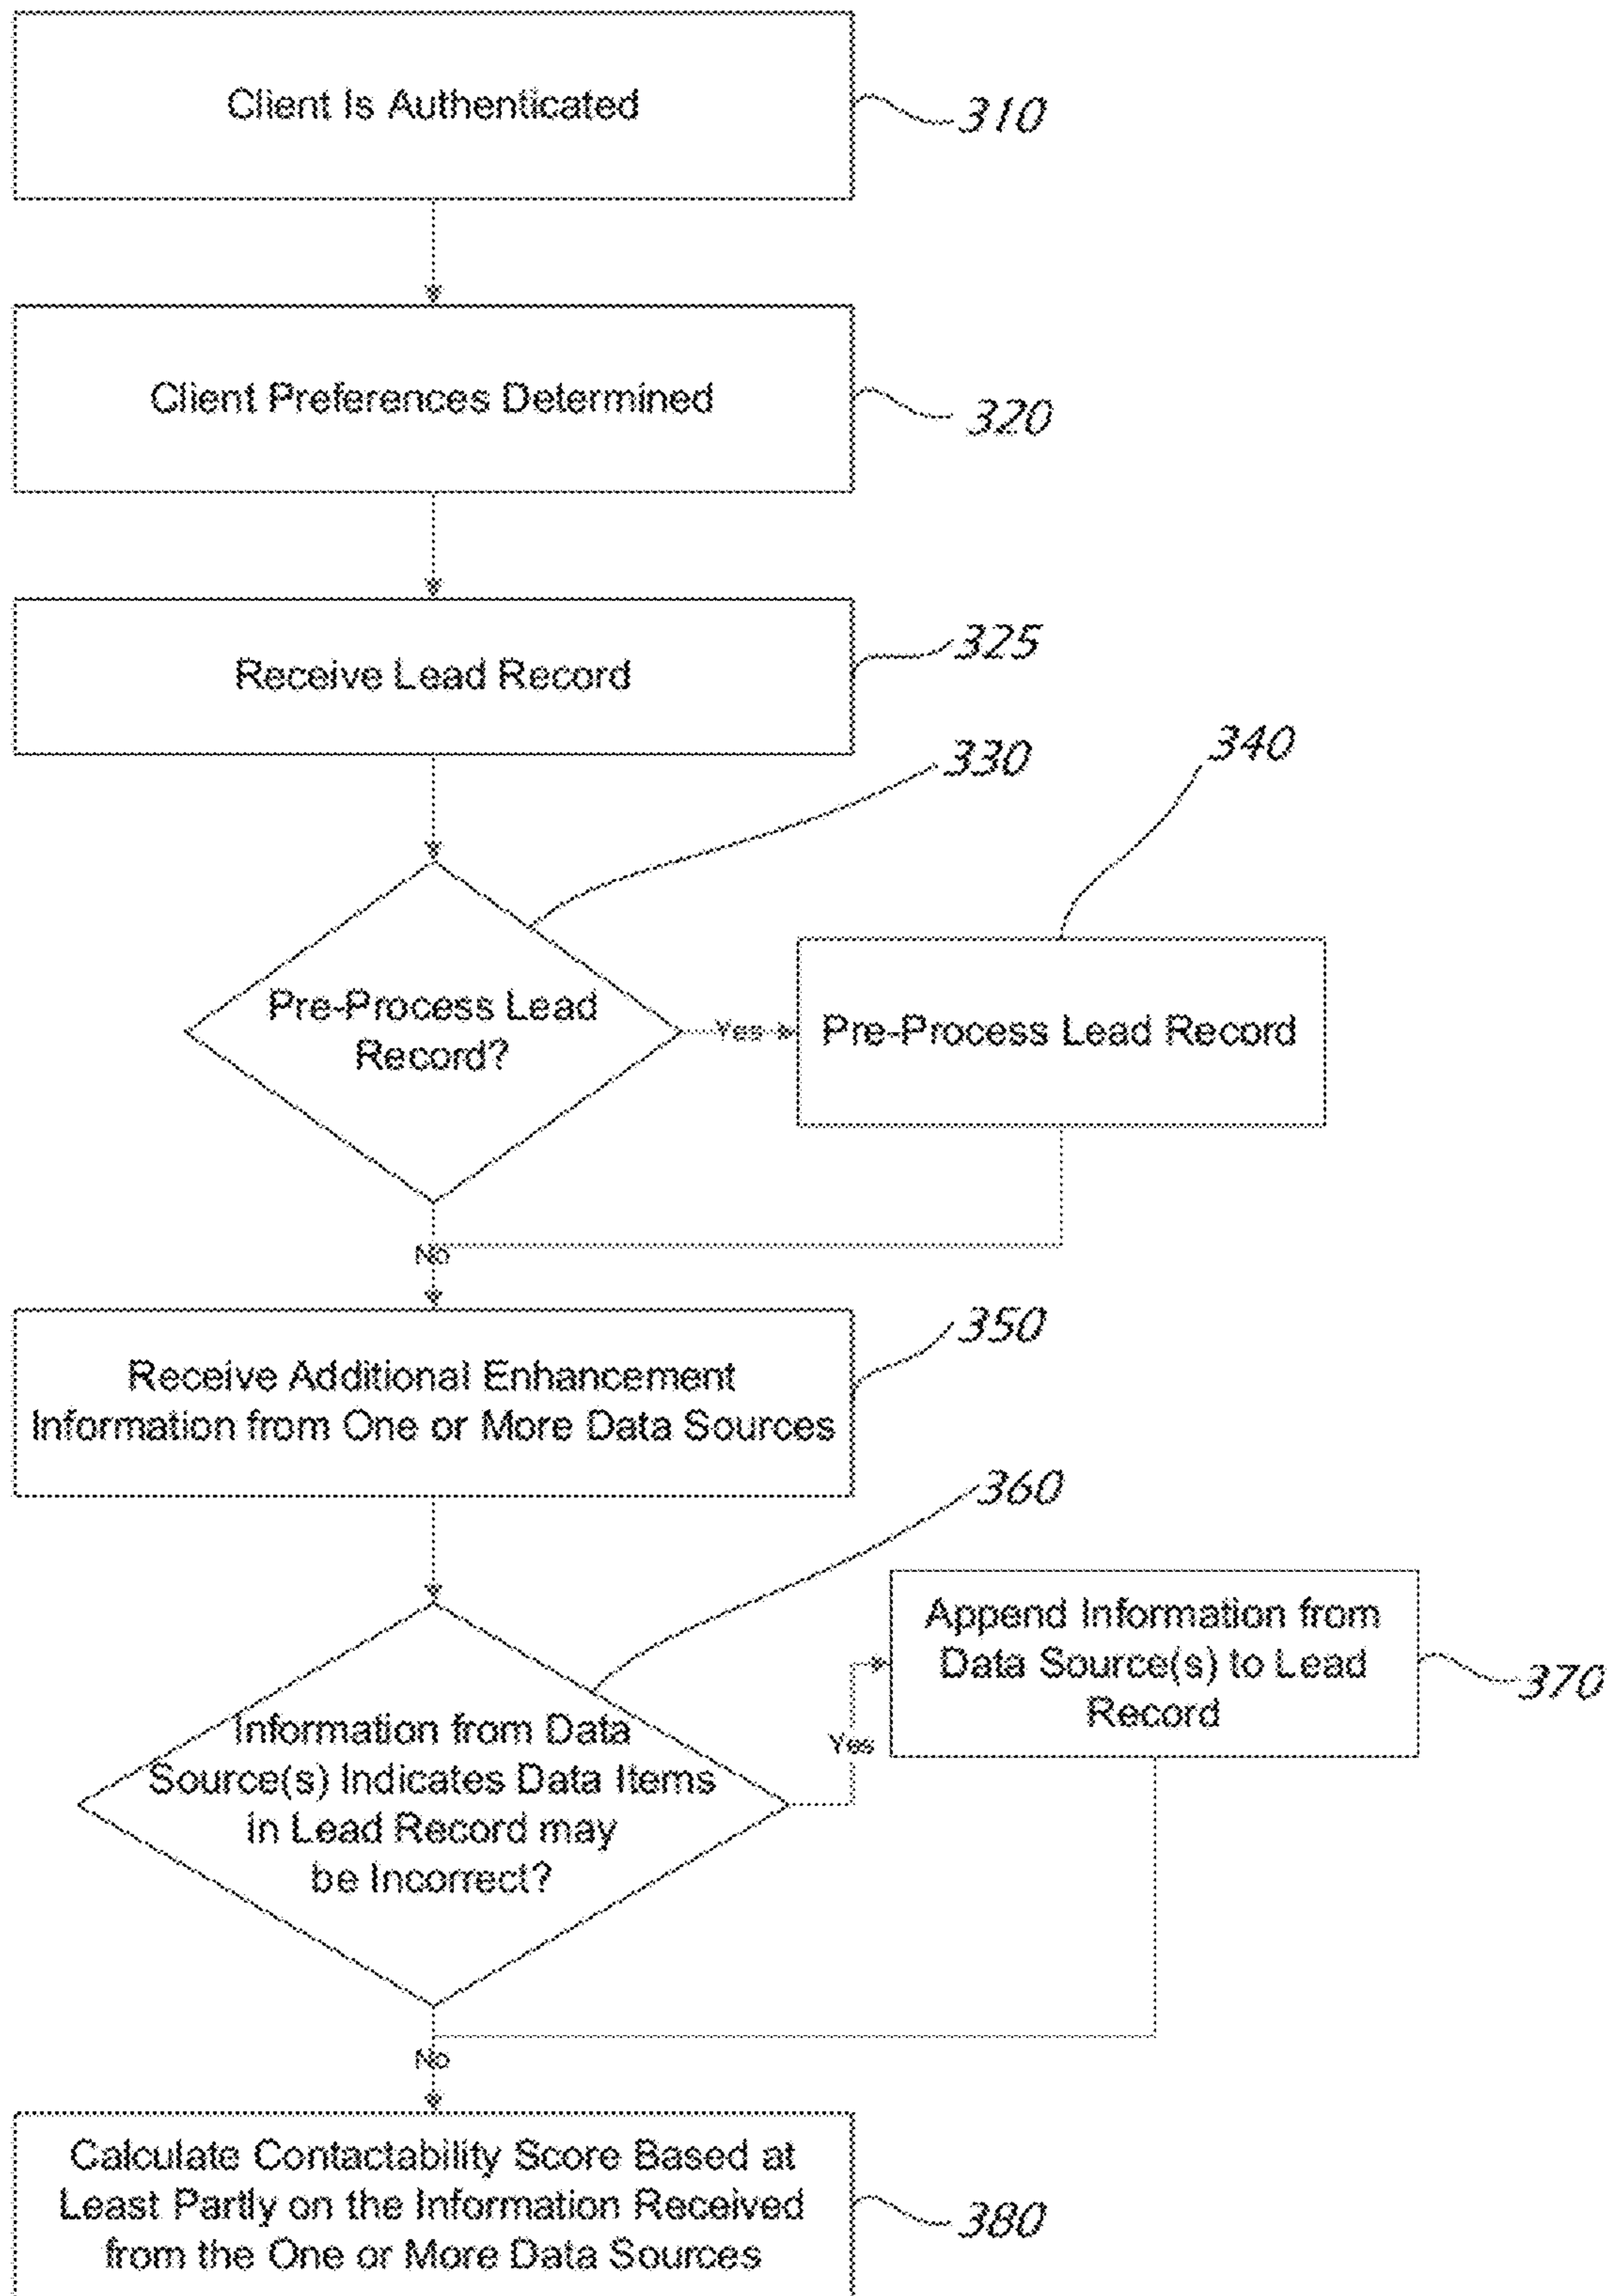 Client Is Authenticated
310
Client Preferences Determined
320
Receive Lead Record
325
330
340
Pre-Process Lead
Record?
Yes
Pre-Process Lead Record
No
350
Receive Additional Enhancement
Information from One or More Data Sources
360
Append Information from
Data Source(s) to Lead
Record
370
Information from Data
Source(s) Indicates Data Items
in Lead Record may
be Incorrect?
Yes
No
Calculate Contactability Score Based at
Least Partly on the Information Received
from the One or More Data Sources
380